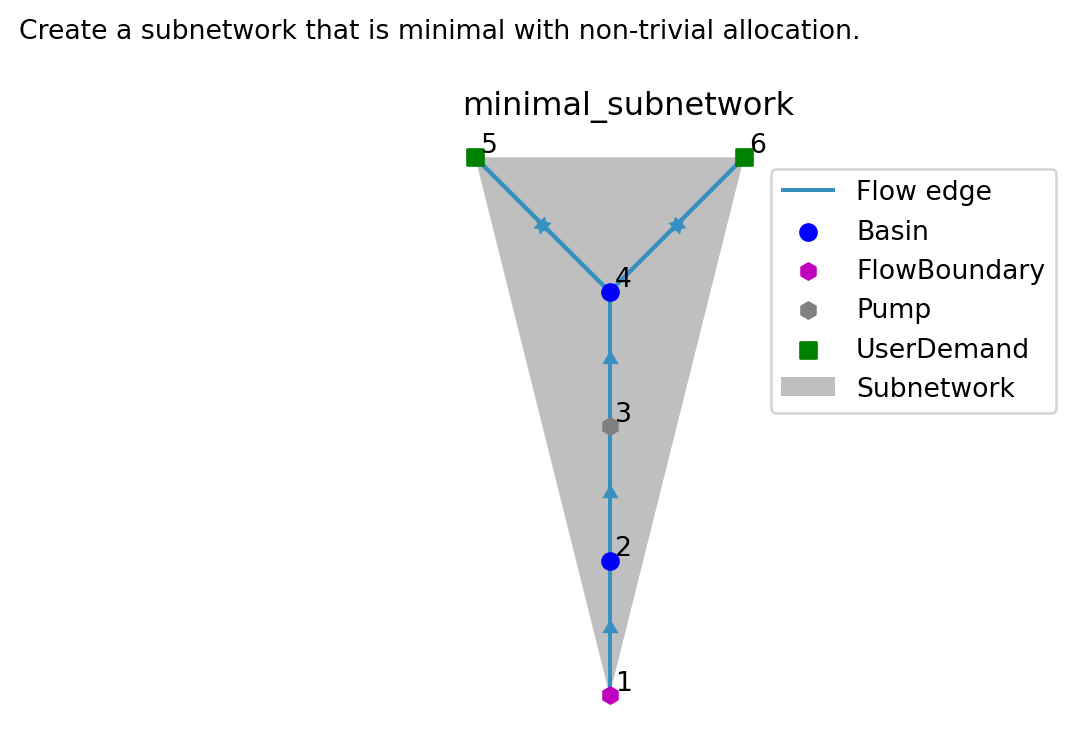 Create a subnetwork that is minimal with non-trivial allocation.
minimal_subnetwork
5
6
Flow edge
Basin
FlowBoundary
Pump
UserDemand
Subnetwork
4
3
2
1